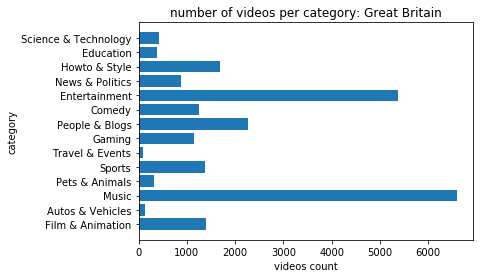 number of videos per category: Great Britain
category
Science & Technology
Education
Howto & Style
News & Politics
Entertainment
Comedy
People & Blogs
Gaming
Travel & Events
Sports
Pets & Animals
Music
Autos & Vehicles
Film & Animation
0 1000 2000 3000 4000 5000 6000
videos count